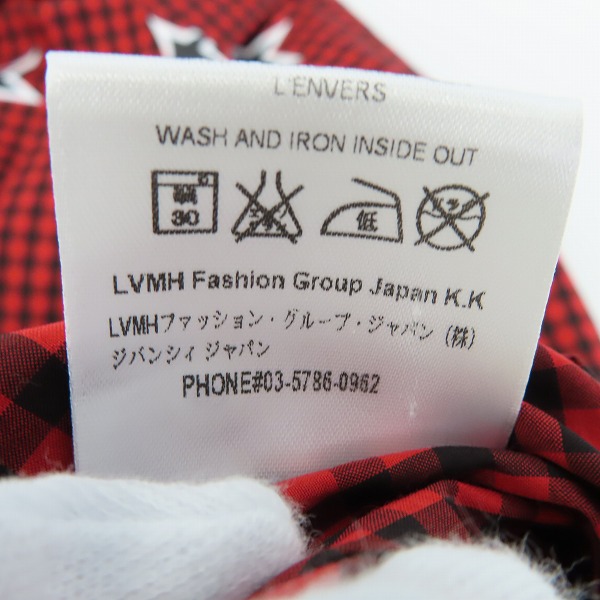 L'ENVERS
WASH AND IRON INSIDE OUT
弱 30 低
LVMH Fashion Group Japan K.K
LVMHファッション・グループ・ジャパン (株)
ジバンシィ ジャパン
PHONE#03-5786-0962